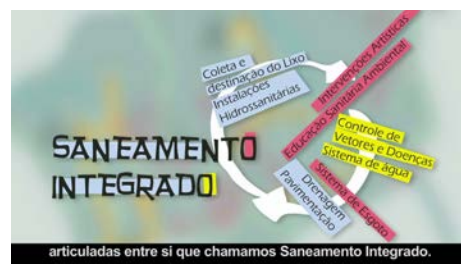 SANEAMENTO
INTEGRADO
Coleta e
destinação do Lixo
Instalações
Hidrossanitárias
Intervenções Artísticas
Educação Sanitária Ambiental
Controle de
Vetores e Doenças
Sistema de água
Sistema de Esgoto
Drenagem
Pavimentação
articuladas entre si que chamamos Saneamento Integrado.